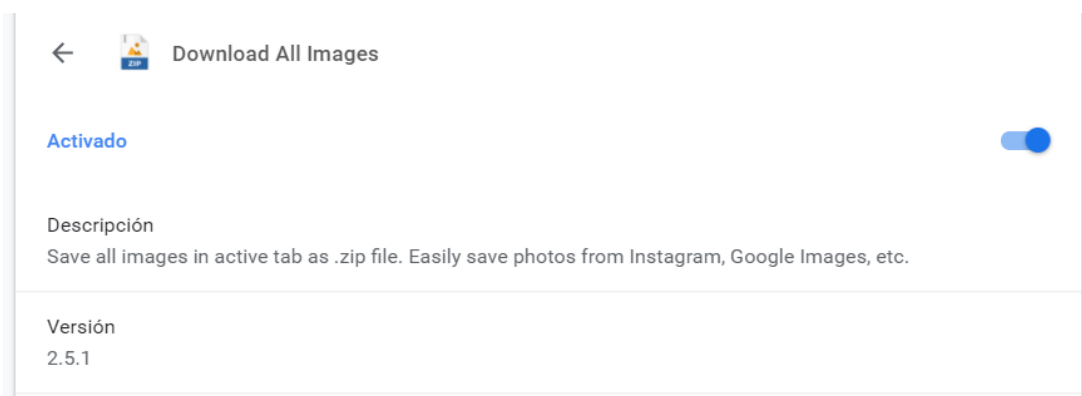 Download All Images
ZIP
Activado
Descripción
Save all images in active tab as .zip file. Easily save photos from Instagram, Google Images, etc.
Versión
2.5.1